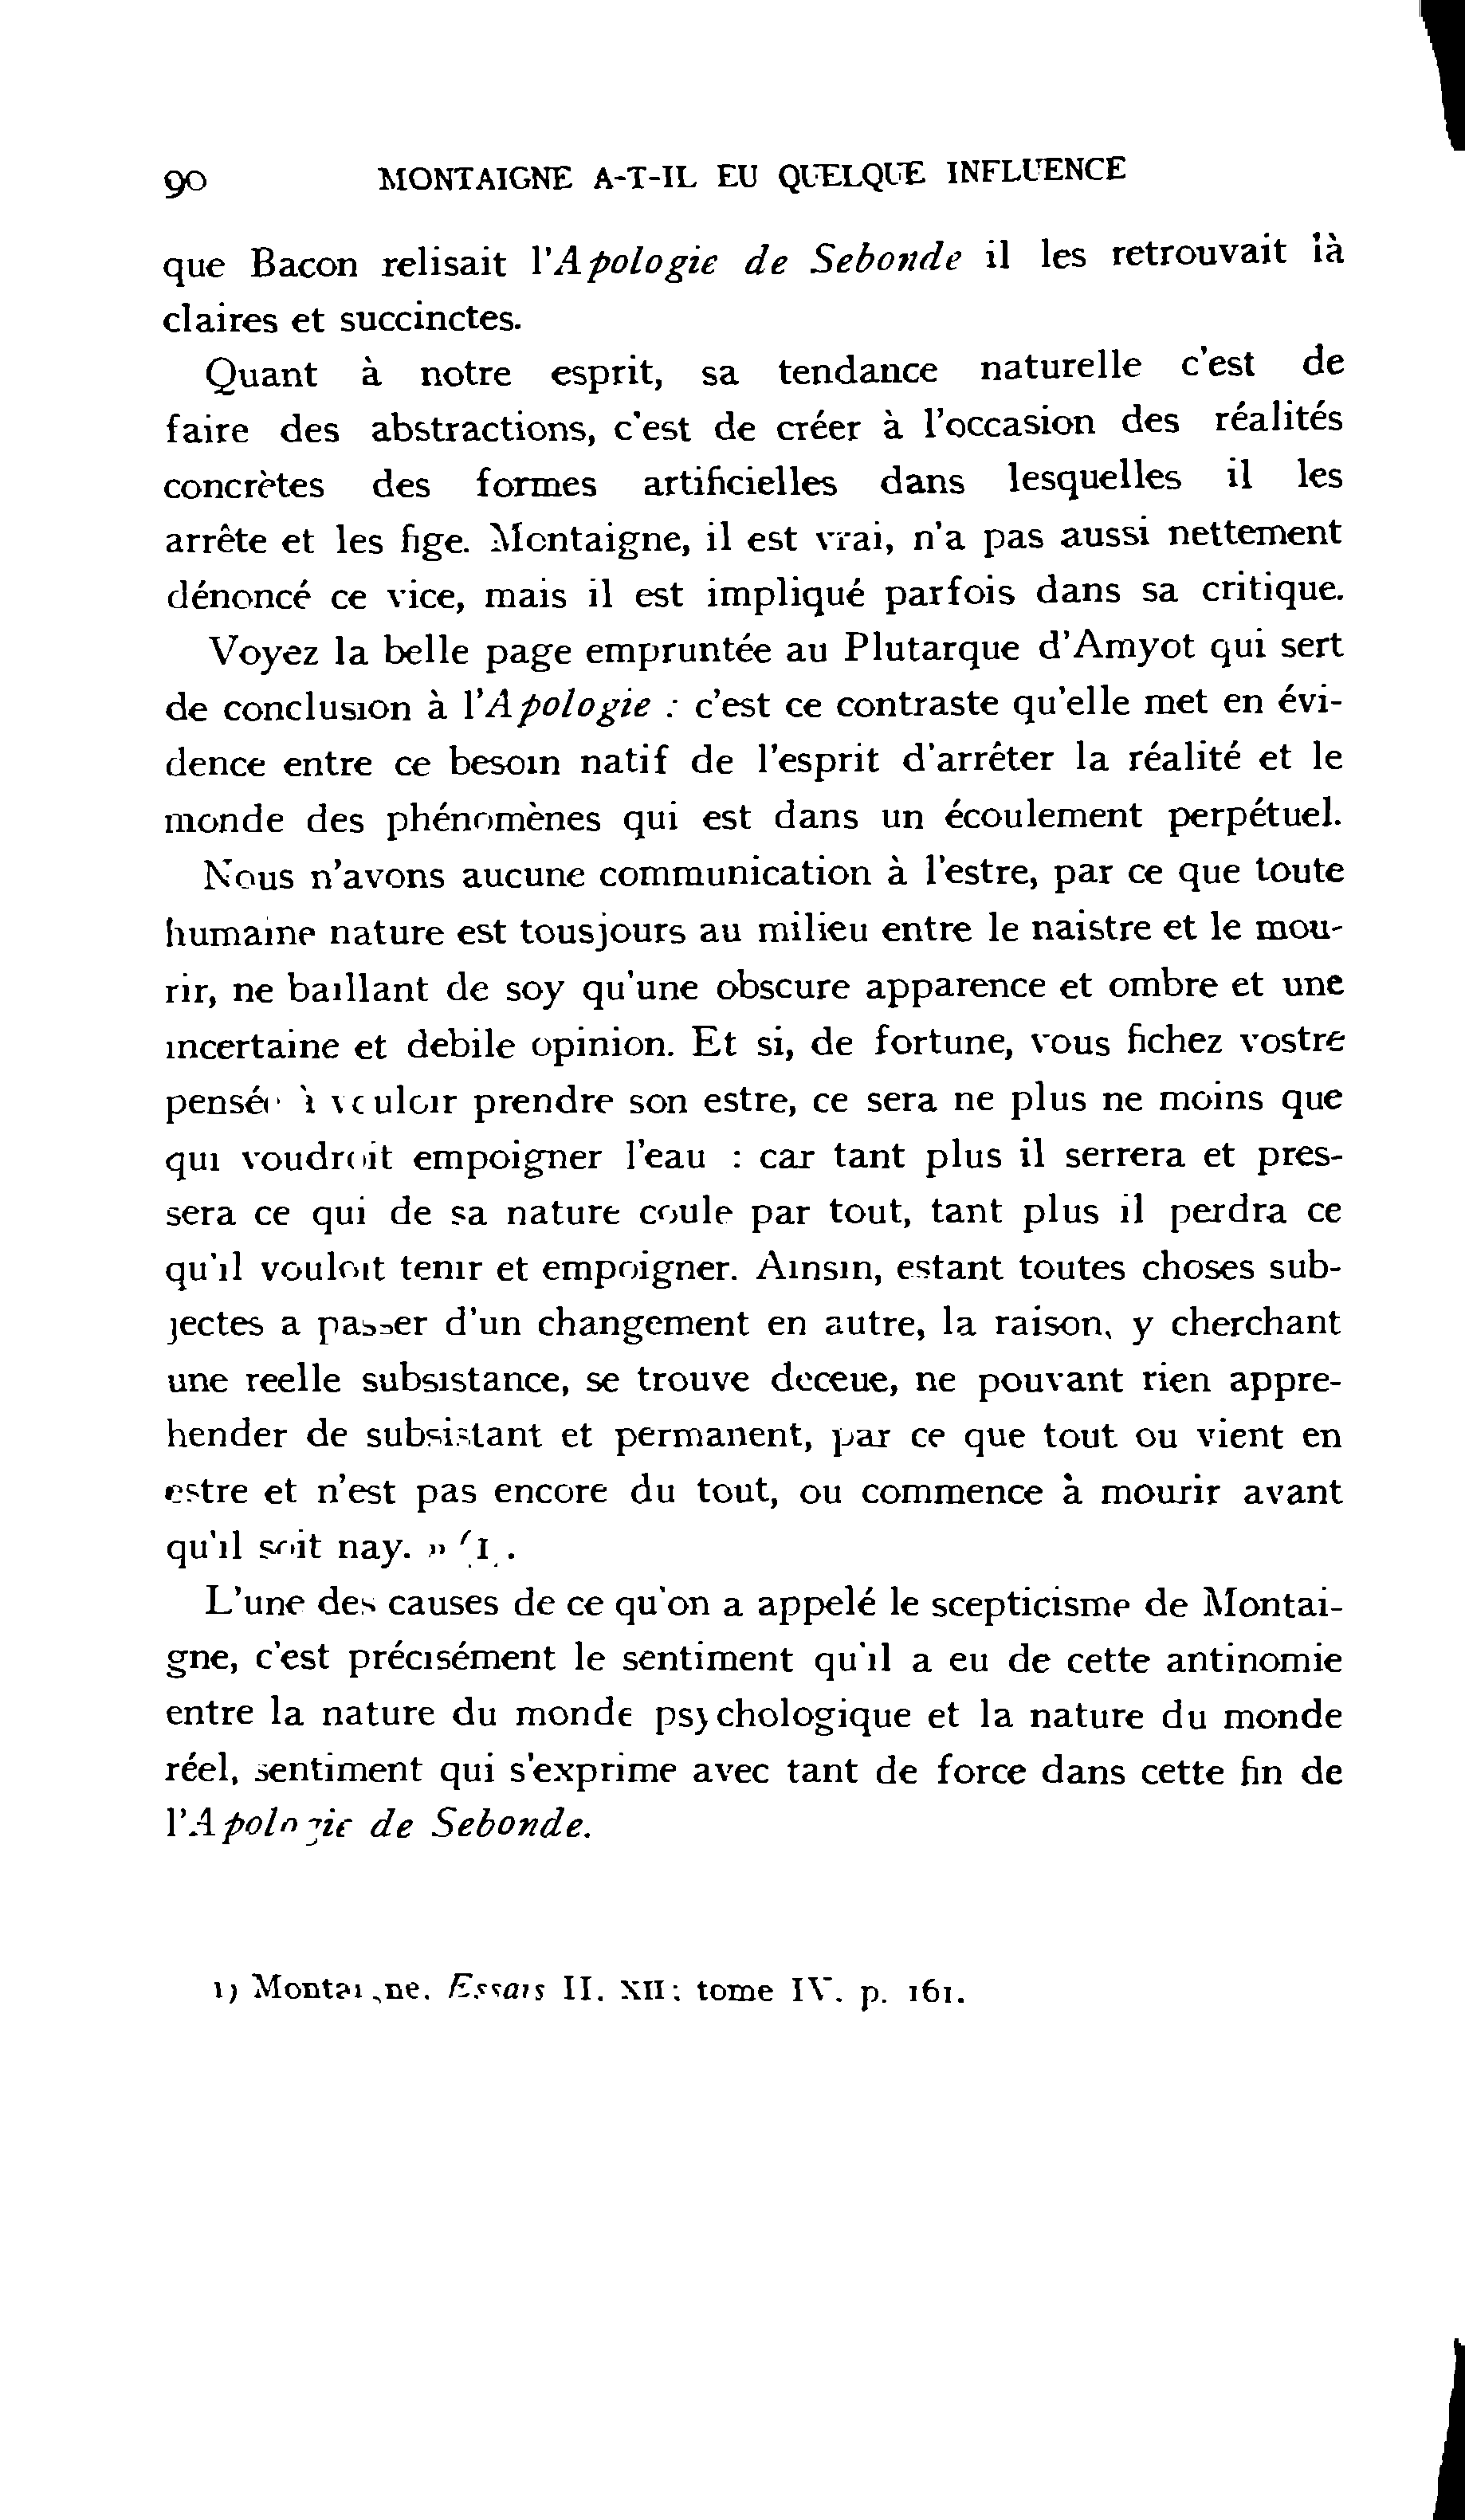 90 MONTAIGNE A-T-IL EU QUELQUE INFLUENCE
que Bacon relisait l'Apologie de Sebonde il les retrouvait là
claires et succinctes.
Quant à notre esprit, sa tendance naturelle c'est de
faire des abstractions, c'est de créer à l'occasion des réalités
concrètes des formes artificielles dans lesquelles il les
arrête et les fige. Montaigne, il est vrai, n'a pas aussi nettement
dénoncé ce vice, mais il est impliqué parfois dans sa critique.
Voyez la belle page empruntée au Plutarque d'Amyot qui sert
de conclusion à l'Apologie : c'est ce contraste qu'elle met en évi-
dence entre ce besoin natif de l'esprit d'arrêter la réalité et le
monde des phénomènes qui est dans un écoulement perpétuel.
Nous n'avons aucune communication à l'estre, par ce que toute
humaine nature est tousjours au milieu entre le naistre et le mou-
rir, ne baillant de soy qu'une obscure apparence et ombre et une
incertaine et debile opinion. Et si, de fortune, vous fichez vostre
pensée à vouloir prendre son estre, ce sera ne plus ne moins que
qui voudroit empoigner l'eau : car tant plus il serrera et pres-
sera ce qui de sa nature coule par tout, tant plus il perdra ce
qu'il vouloit tenir et empoigner. Ainsin, estant toutes choses sub-
jectes a passer d'un changement en autre, la raison, y cherchant
une reelle subsistance, se trouve deceue, ne pouvant rien appre-
hender de subsistant et permanent, par ce que tout ou vient en
estre et n'est pas encore du tout, ou commence à mourir avant
qu'il soit nay. » (1).
L'une des causes de ce qu'on a appelé le scepticisme de Montai-
gne, c'est précisément le sentiment qu'il a eu de cette antinomie
entre la nature du monde psychologique et la nature du monde
réel, sentiment qui s'exprime avec tant de force dans cette fin de
l'Apologie de Sebonde.
1) Montaigne. Essais II. XII; tome IV. p. 161.